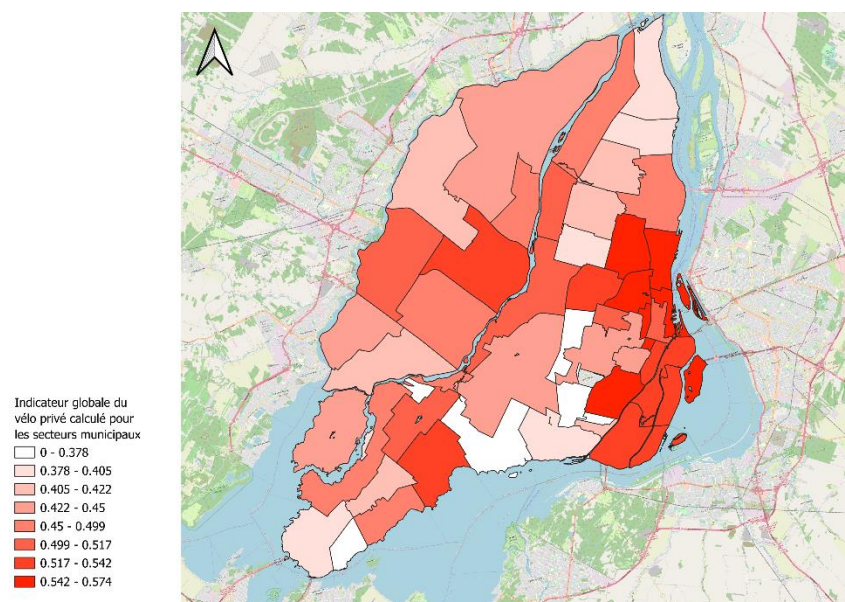 Indicateur globale du
vélo privé calculé pour
les secteurs municipaux
0 - 0.378
0.378 - 0.405
0.405 - 0.422
0.422 - 0.45
0.45 - 0.499
0.499 - 0.517
0.517 - 0.542
0.542 - 0.574